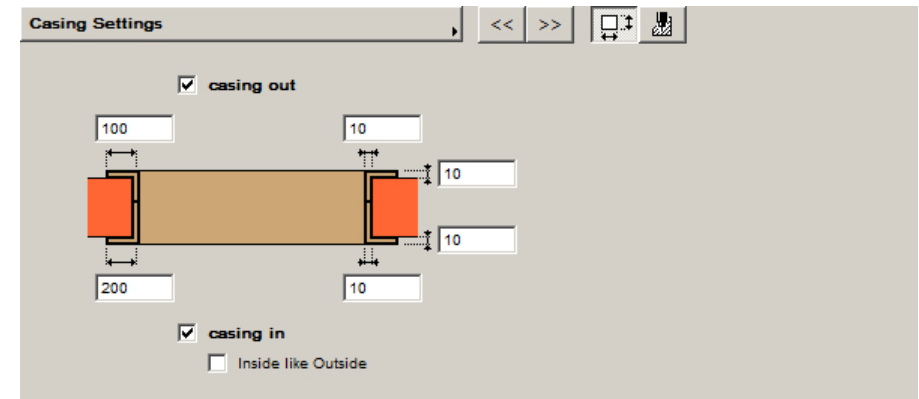 Casing Settings
<< >>
casing out
100 10
10
10
200 10
casing in
Inside like Outside